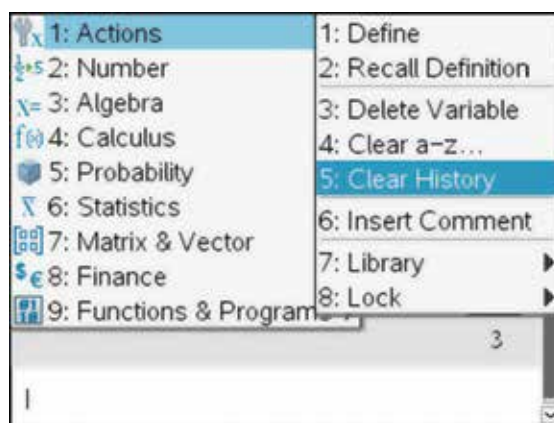 1: Actions
2: Number
3: Algebra
4: Calculus
5: Probability
6: Statistics
7: Matrix & Vector
8: Finance
9: Functions & Programs
1: Define
2: Recall Definition
3: Delete Variable
4: Clear a-z...
5: Clear History
6: Insert Comment
7: Library
8: Lock
3